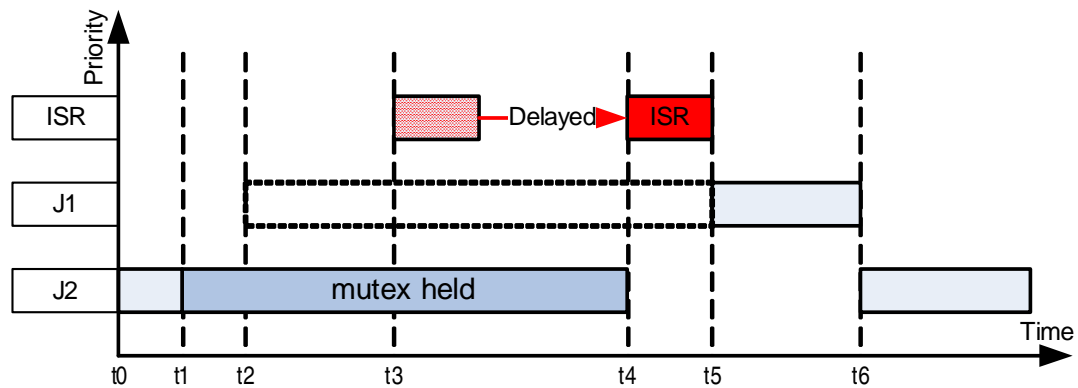 Priority
ISR
Delayed
ISR
J1
J2
mutex held
Time
t0 t1 t2 t3 t4 t5 t6